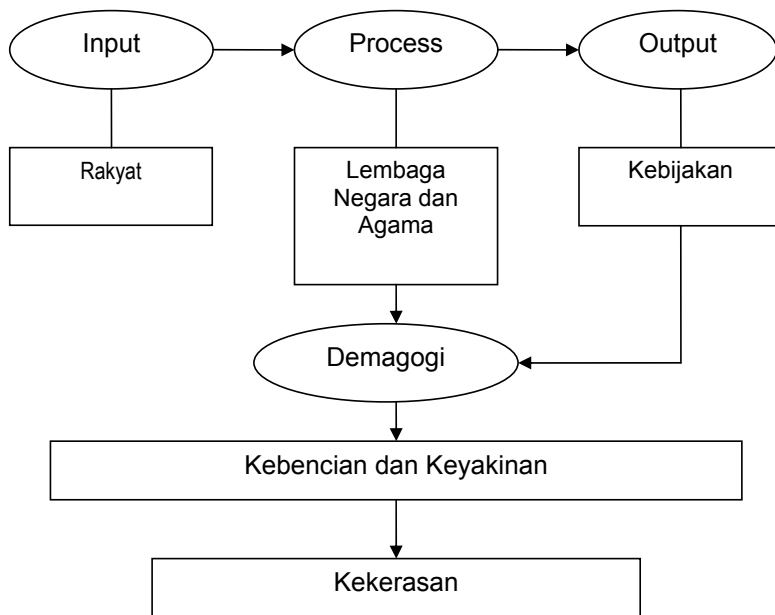 Input
Process
Output
Rakyat
Lembaga
Negara dan
Agama
Kebijakan
Demagogi
Kebencian dan Keyakinan
Kekerasan